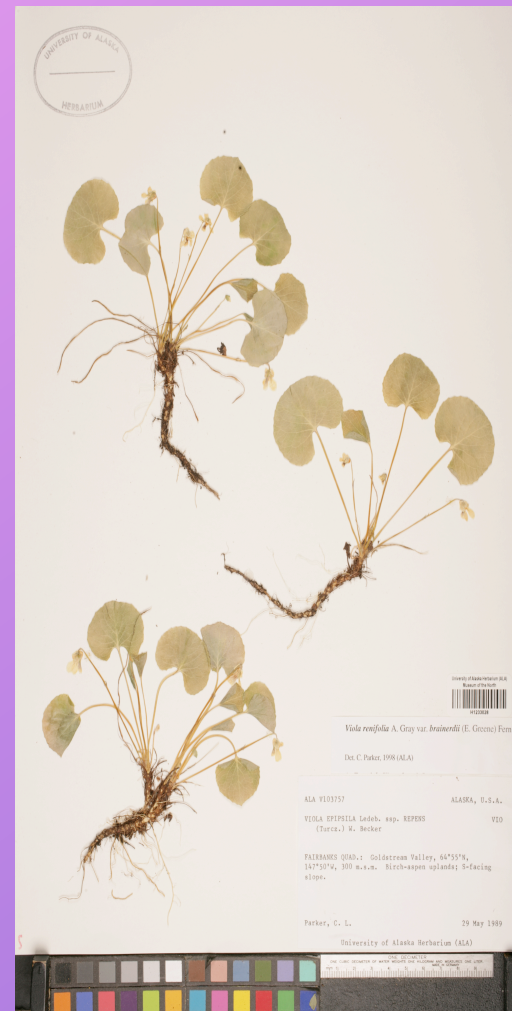 UNIVERSITY OF ALASKA
HERBARIUM
University of Alaska Herbarium (ALA)
Museum of the North
Viola renifolia A. Gray var. brainerdii (E. Greene) Fern
Det. C. Parker, 1998 (ALA)
ALA V103757 ALASKA, U.S.A.
VIOLA EPIPSILA Ledeb. ssp. REPENS VIO
(Turcz.) W. Becker
FAIRBANKS QUAD.: Goldstream Valley, 64°55'N,
147°50'W, 300 m.s.m. Birch-aspen uplands; S-facing
slope.
Parker, C. L. 29 May 1989
University of Alaska Herbarium (ALA)
ONE DECIMETER